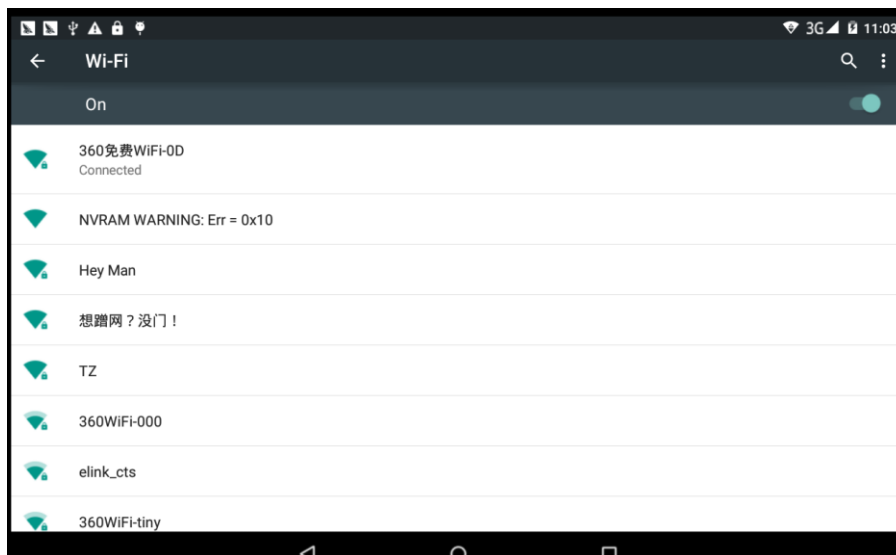 3G 11:03
Wi-Fi
On
360免费WiFi-0D
Connected
NVRAM WARNING: Err = 0x10
Hey Man
想蹭网？没门！
TZ
360WiFi-000
elink_cts
360WiFi-tiny